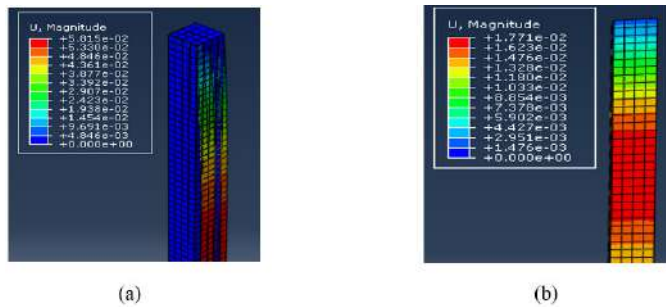 U, Magnitude
+5.815e-02
+5.330e-02
+4.846e-02
+4.361e-02
+3.877e-02
+3.392e-02
+2.907e-02
+2.423e-02
+1.938e-02
+1.454e-02
+9.691e-03
+4.846e-03
+0.000e+00
U, Magnitude
+1.771e-02
+1.623e-02
+1.476e-02
+1.328e-02
+1.180e-02
+1.033e-02
+8.854e-03
+7.378e-03
+5.902e-03
+4.427e-03
+2.951e-03
+1.476e-03
+0.000e+00
(a)
(b)